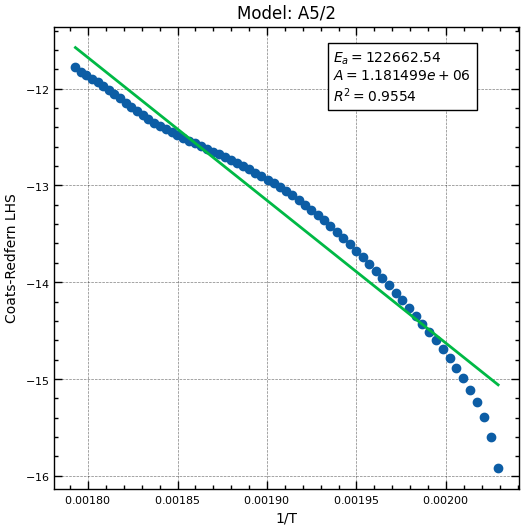 Model: A5/2
E_a = 122662.54
A = 1.181499e + 06
R² = 0.9554
Coats-Redfern LHS
−12
−13
−14
−15
−16
0.00180 0.00185 0.00190 0.00195 0.00200
1/T